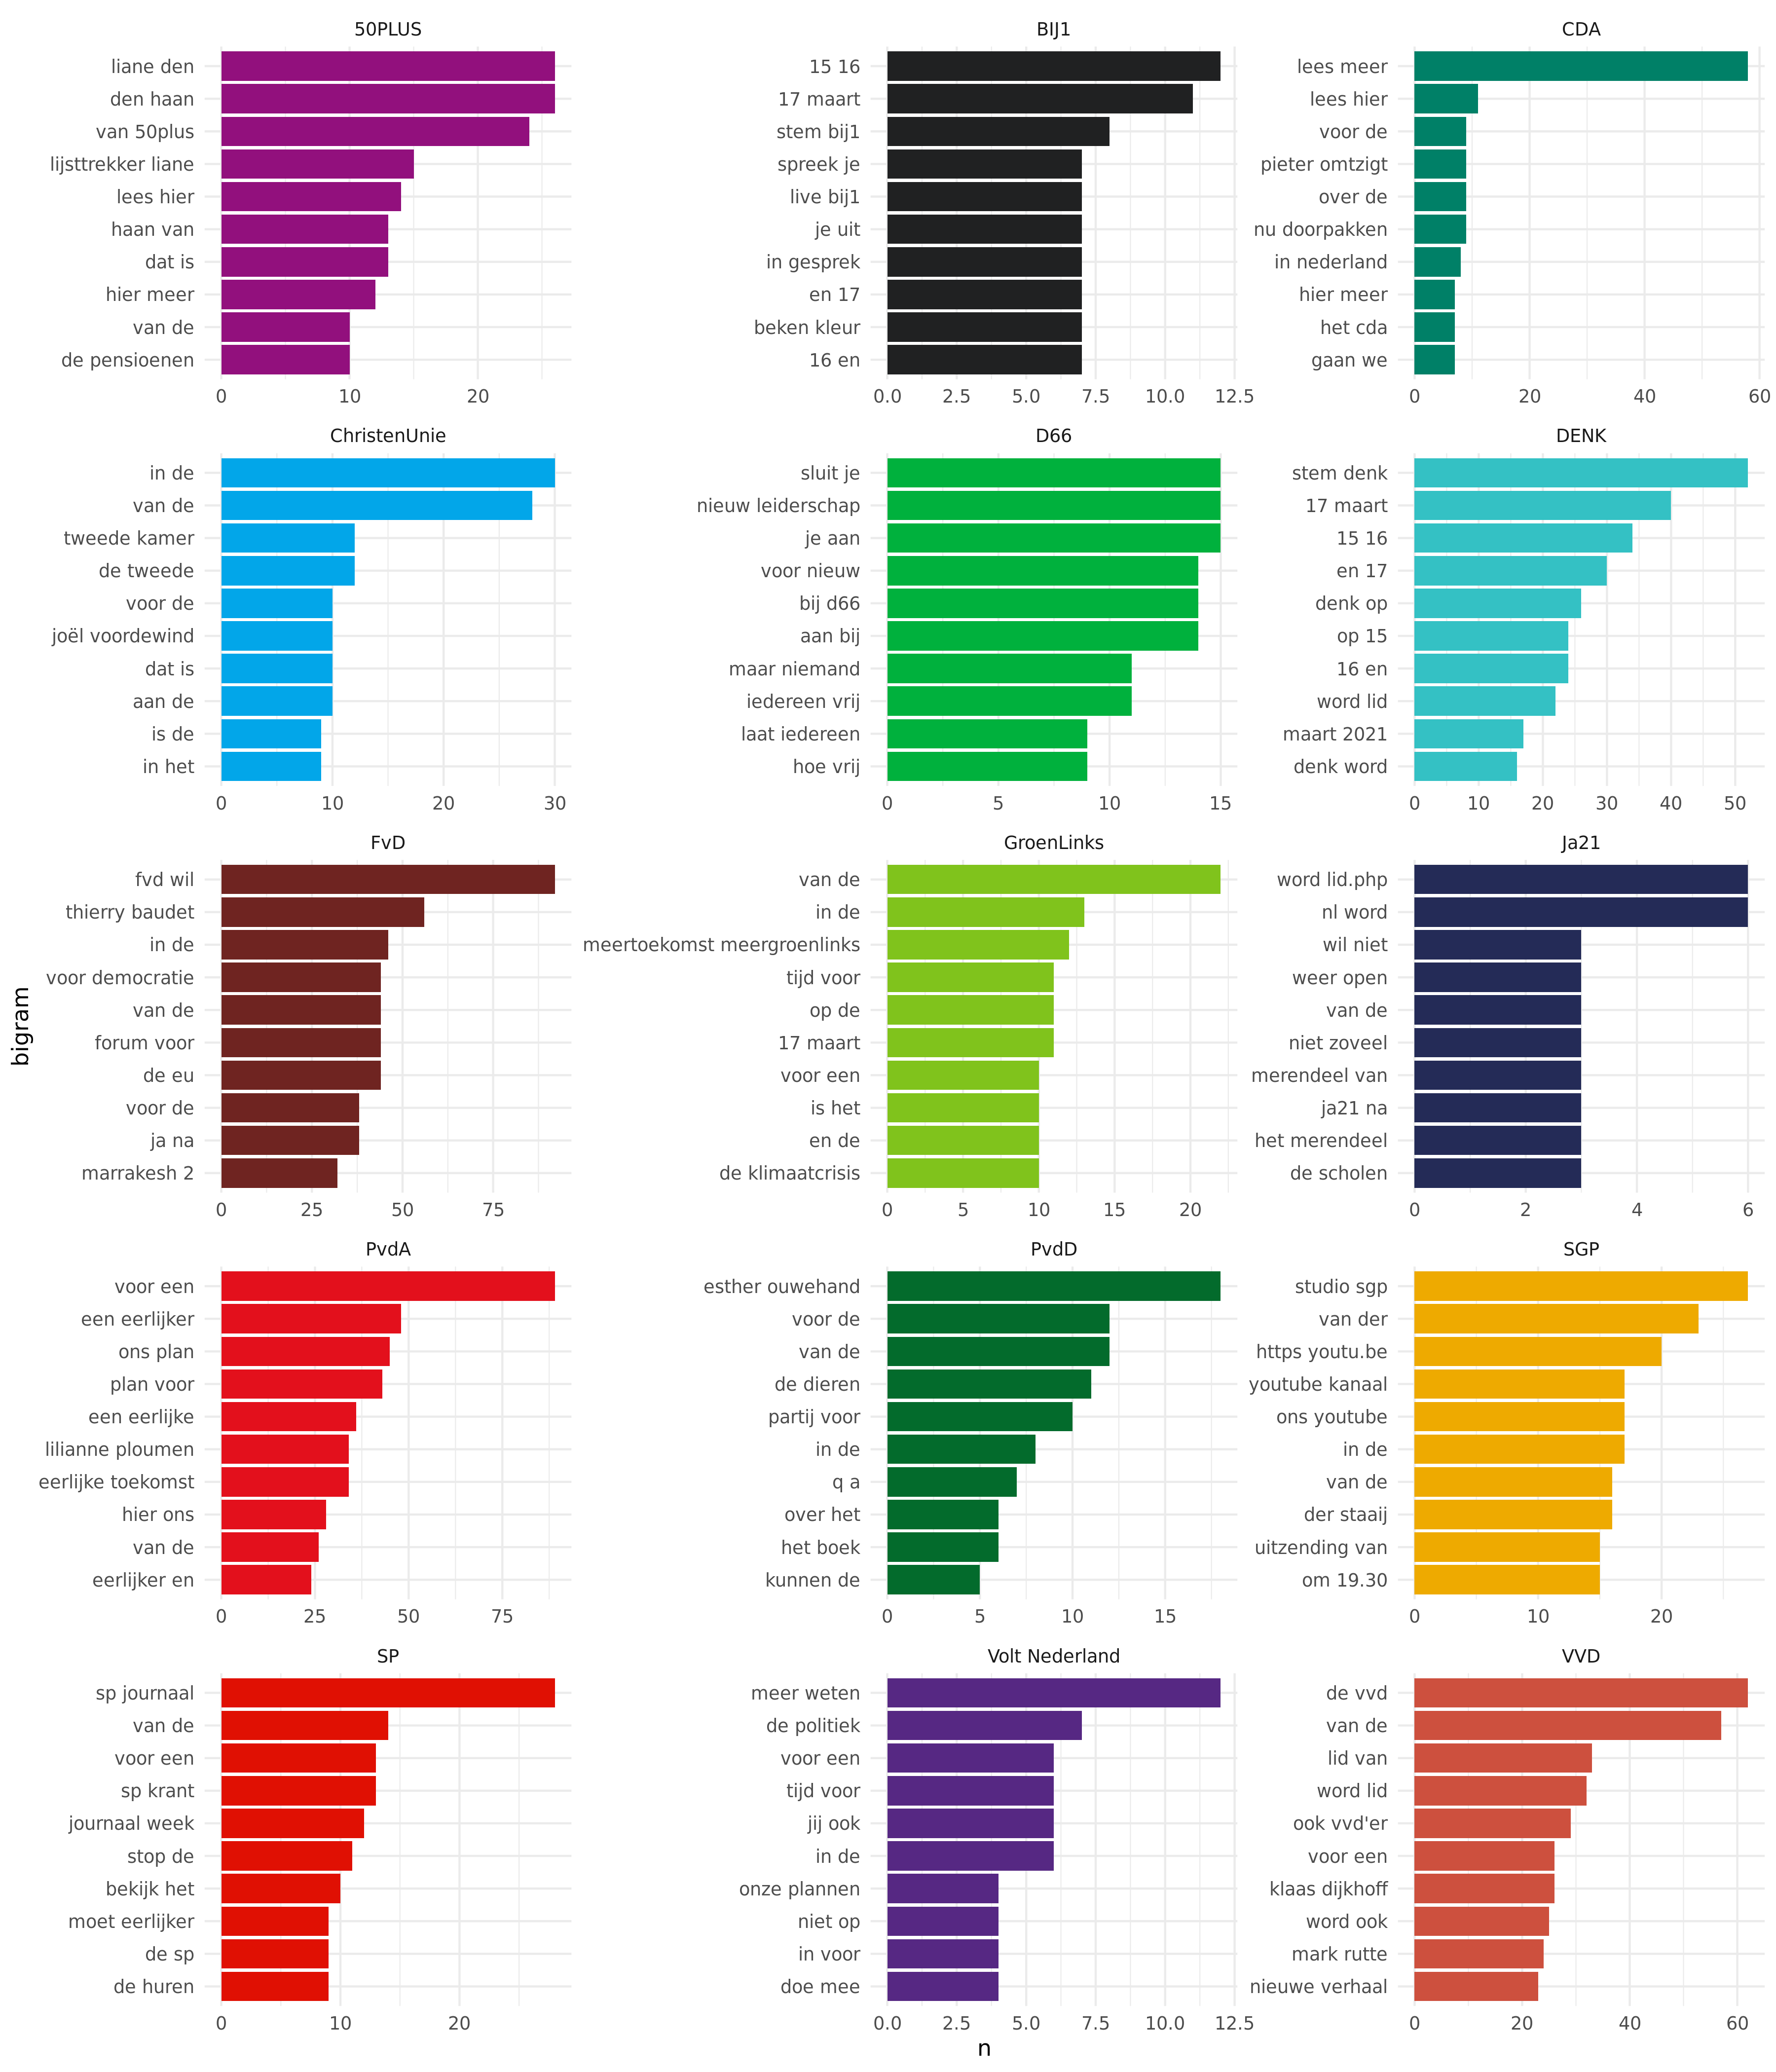 50PLUS
liane den
den haan
van 50plus
lijsttrekker liane
lees hier
haan van
dat is
hier meer
van de
de pensioenen
0 10 20
BIJ1
15 16
17 maart
stem bij1
spreek je
live bij1
je uit
in gesprek
en 17
beken kleur
16 en
0.0 2.5 5.0 7.5 10.0 12.5
CDA
lees meer
lees hier
voor de
pieter omtzigt
over de
nu doorpakken
in nederland
hier meer
het cda
gaan we
0 20 40 60
ChristenUnie
in de
van de
tweede kamer
de tweede
voor de
joël voordewind
dat is
aan de
is de
in het
0 10 20 30
D66
sluit je
nieuw leiderschap
je aan
voor nieuw
bij d66
aan bij
maar niemand
iedereen vrij
laat iedereen
hoe vrij
0 5 10 15
DENK
stem denk
17 maart
15 16
en 17
denk op
op 15
16 en
word lid
maart 2021
denk word
0 10 20 30 40 50
bigram
FvD
fvd wil
thierry baudet
in de
voor democratie
van de
forum voor
de eu
voor de
ja na
marrakesh 2
0 25 50 75
GroenLinks
van de
in de
meertoekomst meergroenlinks
tijd voor
op de
17 maart
voor een
is het
en de
de klimaatcrisis
0 5 10 15 20
Ja21
word lid.php
nl word
wil niet
weer open
van de
niet zoveel
merendeel van
ja21 na
het merendeel
de scholen
0 2 4 6
PvdA
voor een
een eerlijker
ons plan
plan voor
een eerlijke
lilianne ploumen
eerlijke toekomst
hier ons
van de
eerlijker en
0 25 50 75
PvdD
esther ouwehand
voor de
van de
de dieren
partij voor
in de
q a
over het
het boek
kunnen de
0 5 10 15
SGP
studio sgp
van der
https youtu.be
youtube kanaal
ons youtube
in de
van de
der staaij
uitzending van
om 19.30
0 10 20
SP
sp journaal
van de
voor een
sp krant
journaal week
stop de
bekijk het
moet eerlijker
de sp
de huren
0 10 20
Volt Nederland
meer weten
de politiek
voor een
tijd voor
jij ook
in de
onze plannen
niet op
in voor
doe mee
0.0 2.5 5.0 7.5 10.0 12.5
VVD
de vvd
van de
lid van
word lid
ook vvd'er
voor een
klaas dijkhoff
word ook
mark rutte
nieuwe verhaal
0 20 40 60
n